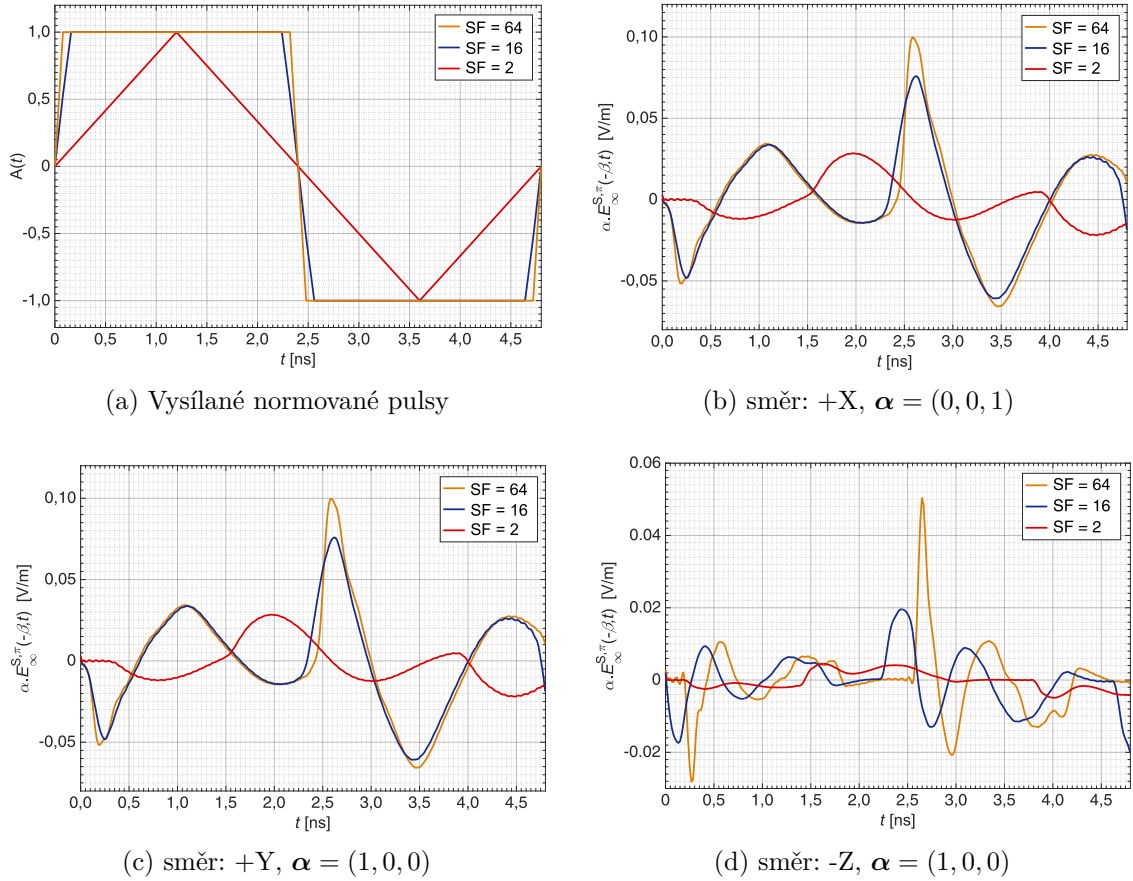 1,0
0,5
0
-0,5
-1,0
A(t)
0,0 0,5 1,0 1,5 2,0 2,5 3,0 3,5 4,0 4,5
t [ns]
SF = 64
SF = 16
SF = 2
(a) Vysílané normované pulsy
0,10
0,05
0
-0,05
α..E∞^S,π(-β,t) [V/m]
0,0 0,5 1,0 1,5 2,0 2,5 3,0 3,5 4,0 4,5
t [ns]
SF = 64
SF = 16
SF = 2
(b) směr: +X, α = (0, 0, 1)
0,10
0,05
0
-0,05
α.E∞^S,π(-β,t) [V/m]
0,0 0,5 1,0 1,5 2,0 2,5 3,0 3,5 4,0 4,5
t [ns]
SF = 64
SF = 16
SF = 2
(c) směr: +Y, α = (1, 0, 0)
0.06
0.04
0.02
0
-0.02
α.E∞^S,π(-β,t) [V/m]
0 0,5 1,0 1,5 2,0 2,5 3,0 3,5 4,0 4,5
t [ns]
SF = 64
SF = 16
SF = 2
(d) směr: -Z, α = (1, 0, 0)